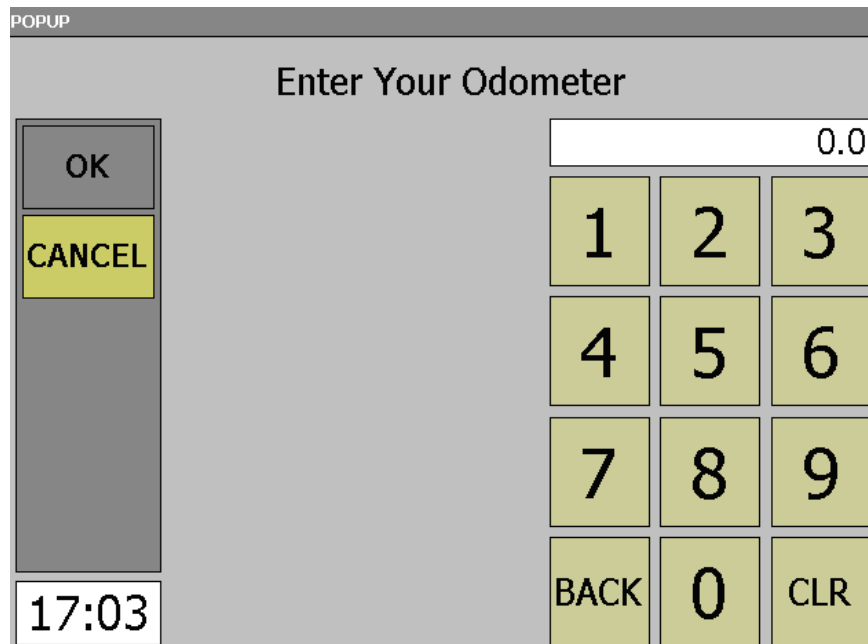 POPUP
Enter Your Odometer
OK
CANCEL
17:03
0.0
1 2 3
4 5 6
7 8 9
BACK 0 CLR